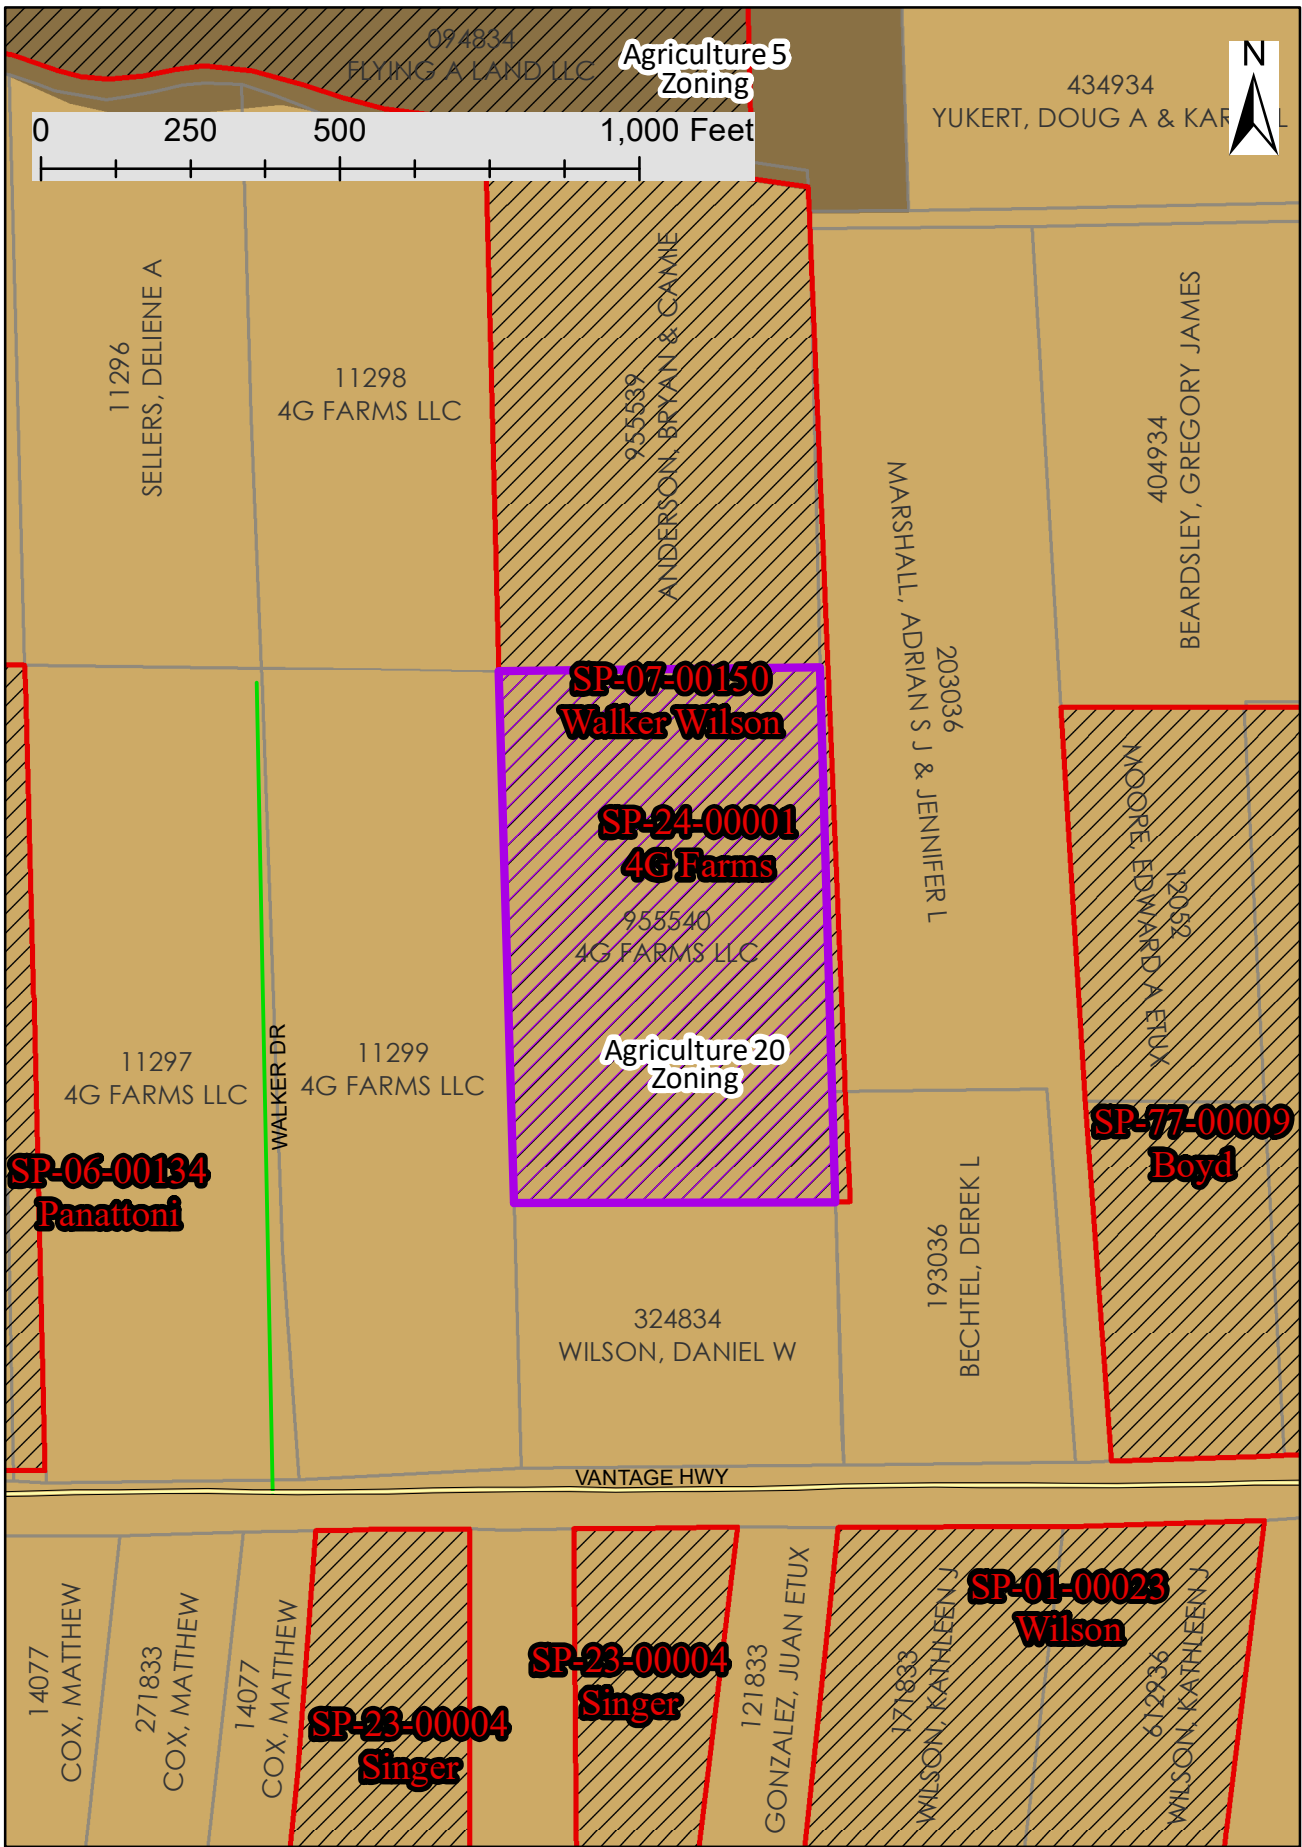 094834
FLYING A LAND LLC
Agriculture 5
Zoning
434934
YUKERT, DOUG A & KAR
L
N
0 250 500 1,000 Feet
11296
SELLERS, DELIENE A
11298
4G FARMS LLC
955539
ANDERSON, BRYAN & CAMIE
203036
MARSHALL, ADRIAN S J & JENNIFER L
404934
BEARDSLEY, GREGORY JAMES
SP-07-00150
Walker Wilson
SP-24-00001
4G Farms
955540
4G FARMS LLC
Agriculture 20
Zoning
12052
MOORE, EDWARD A ETUX
11297
4G FARMS LLC
WALKER DR
11299
4G FARMS LLC
SP-06-00134
Panattoni
SP-77-00009
Boyd
193036
BECHTEL, DEREK L
324834
WILSON, DANIEL W
VANTAGE HWY
14077
COX, MATTHEW
271833
COX, MATTHEW
14077
COX, MATTHEW
SP-23-00004
Singer
SP-23-00004
Singer
121833
GONZALEZ, JUAN ETUX
171833
WILSON, KATHLEEN J
SP-01-00023
Wilson
612936
WILSON, KATHLEEN J